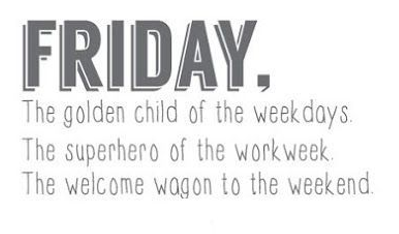 FRIDAY,
The golden child of the weekdays.
The superhero of the workweek.
The welcome wagon to the weekend.